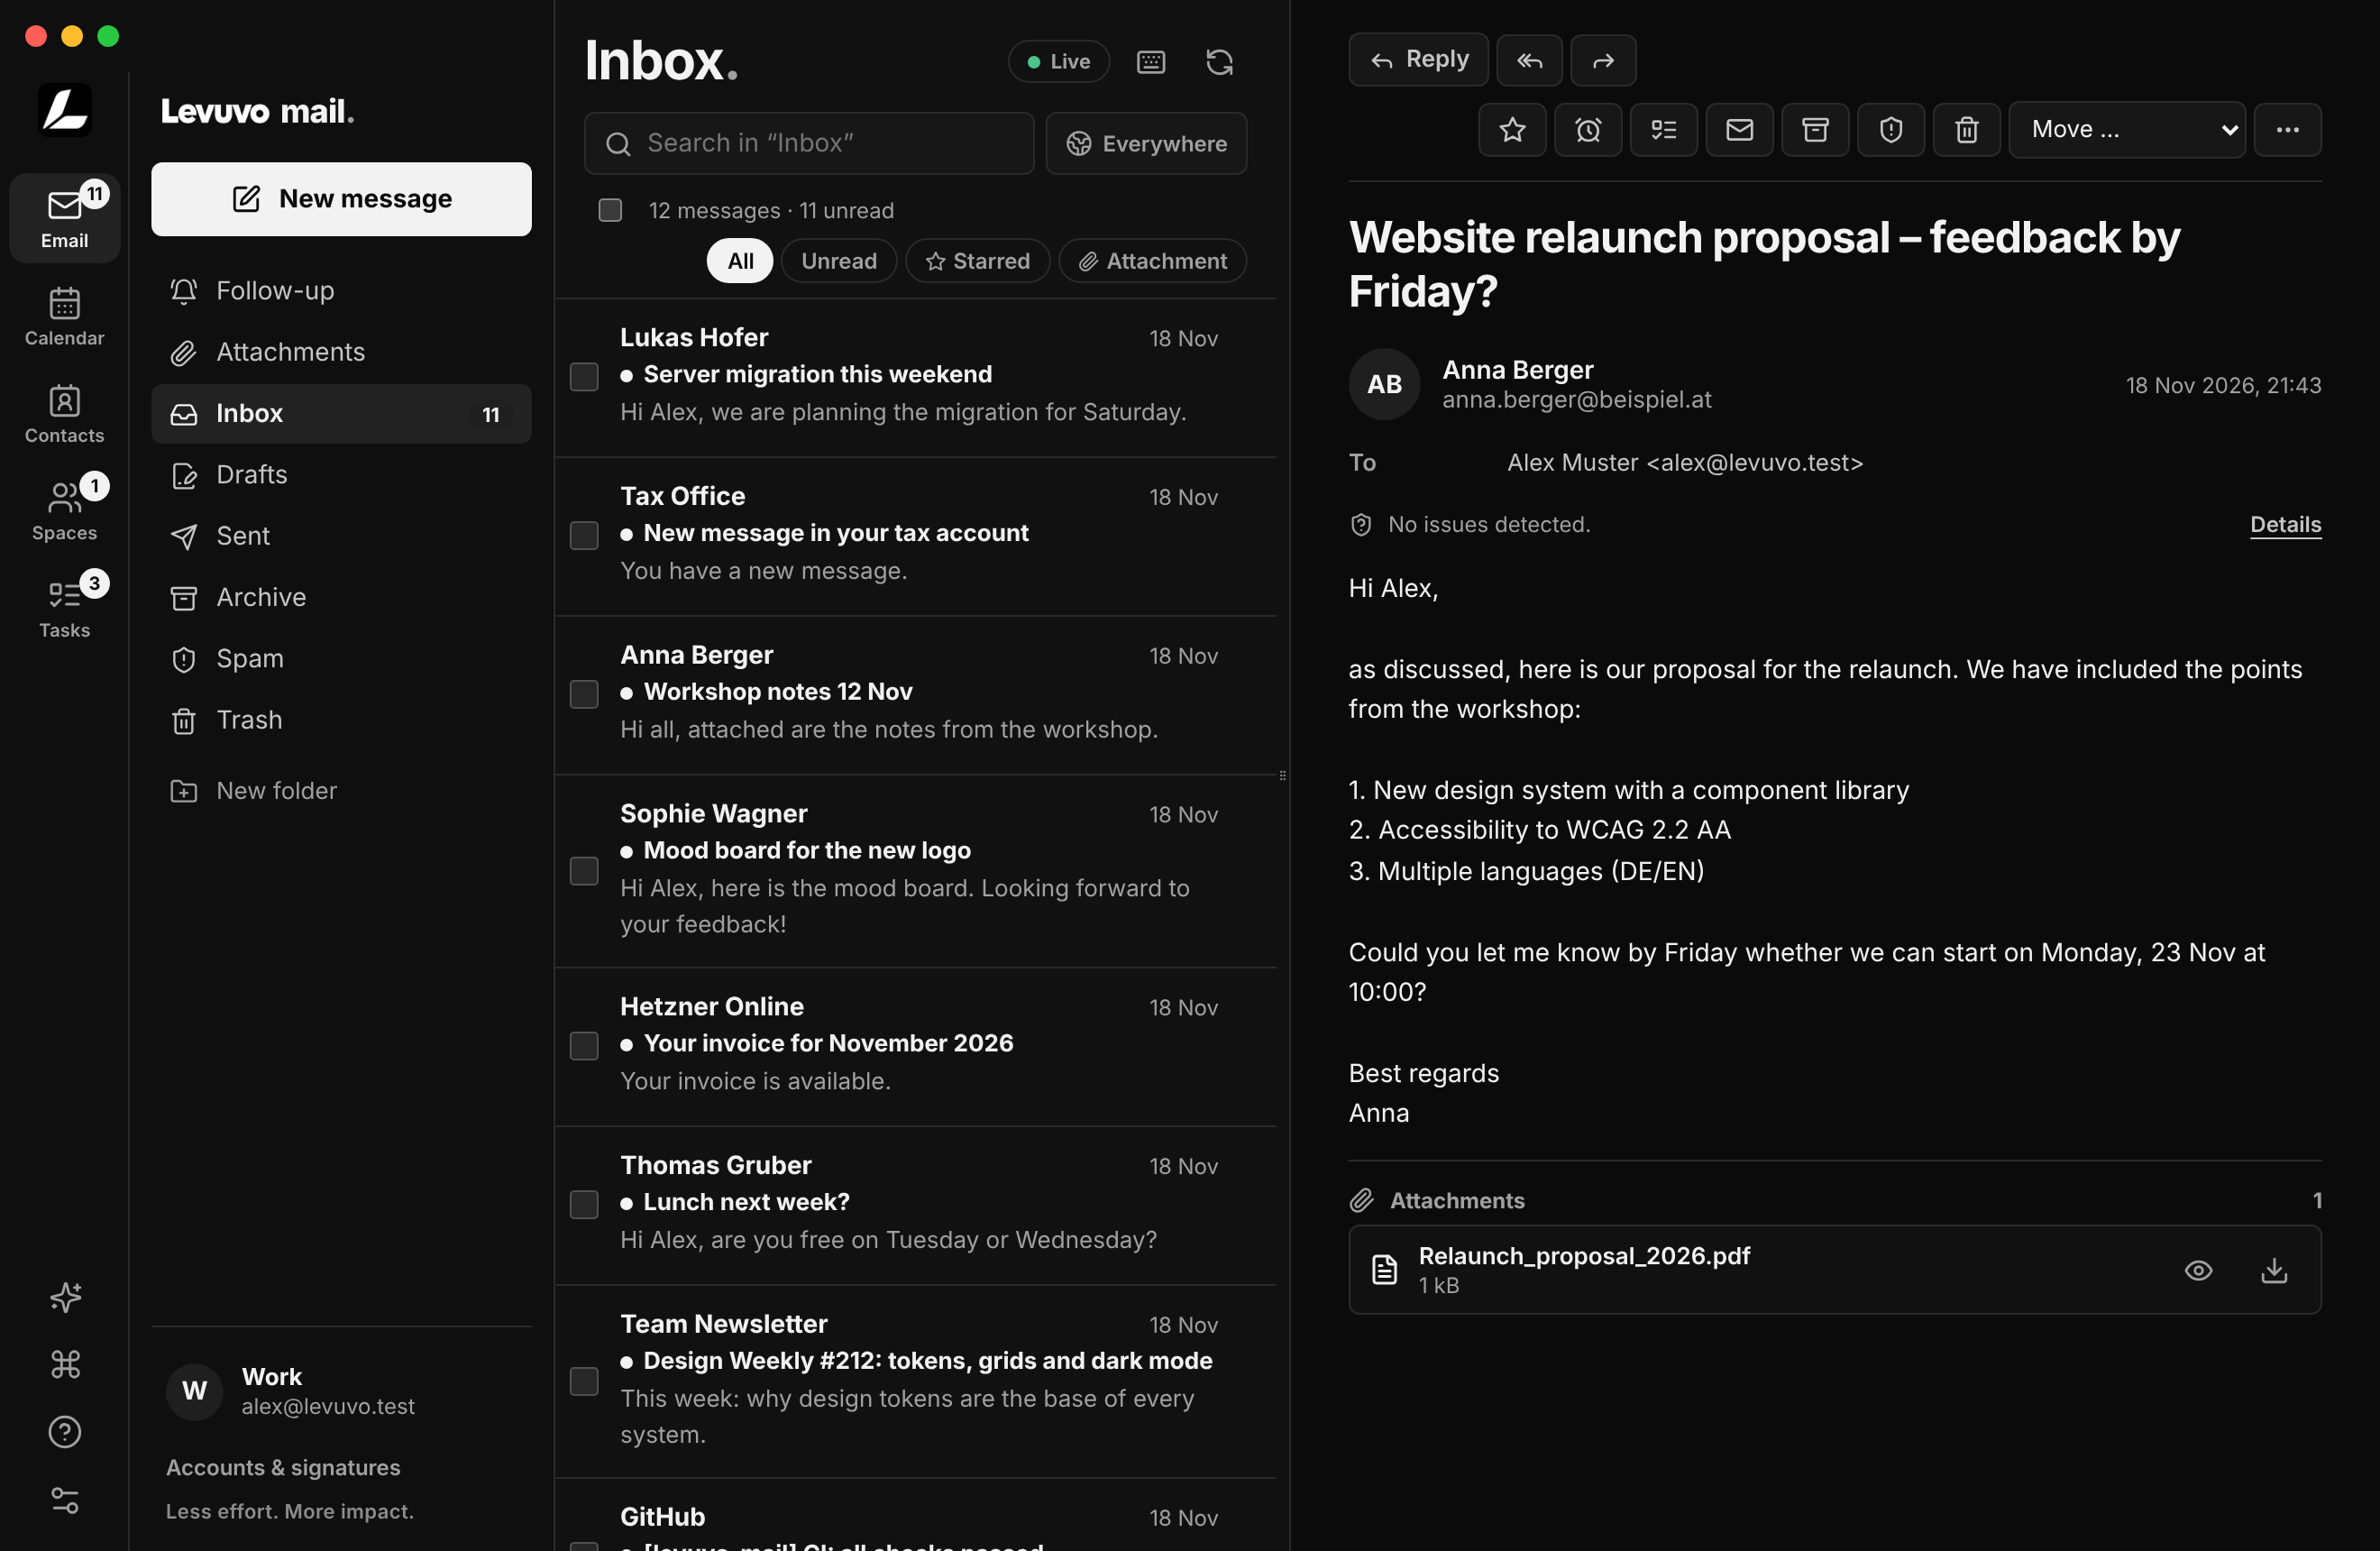 11
Email
Calendar
Contacts
1
Spaces
3
Tasks
Levuvo mail.
New message
Follow-up
Attachments
Inbox 11
Drafts
Sent
Archive
Spam
Trash
New folder
W
Work
alex@levuvo.test
Accounts & signatures
Less effort. More impact.
Inbox.
Live
Search in “Inbox”
Everywhere
12 messages · 11 unread
All Unread Starred Attachment
Lukas Hofer 18 Nov
Server migration this weekend
Hi Alex, we are planning the migration for Saturday.
Tax Office 18 Nov
New message in your tax account
You have a new message.
Anna Berger 18 Nov
Workshop notes 12 Nov
Hi all, attached are the notes from the workshop.
Sophie Wagner 18 Nov
Mood board for the new logo
Hi Alex, here is the mood board. Looking forward to
your feedback!
Hetzner Online 18 Nov
Your invoice for November 2026
Your invoice is available.
Thomas Gruber 18 Nov
Lunch next week?
Hi Alex, are you free on Tuesday or Wednesday?
Team Newsletter 18 Nov
Design Weekly #212: tokens, grids and dark mode
This week: why design tokens are the base of every
system.
GitHub 18 Nov
[levuvo-mail] CI: all checks passed
Reply
Move ...
Website relaunch proposal – feedback by
Friday?
AB
Anna Berger
anna.berger@beispiel.at
18 Nov 2026, 21:43
To Alex Muster <alex@levuvo.test>
No issues detected. Details
Hi Alex,
as discussed, here is our proposal for the relaunch. We have included the points
from the workshop:
1. New design system with a component library
2. Accessibility to WCAG 2.2 AA
3. Multiple languages (DE/EN)
Could you let me know by Friday whether we can start on Monday, 23 Nov at
10:00?
Best regards
Anna
Attachments 1
Relaunch_proposal_2026.pdf
1 kB